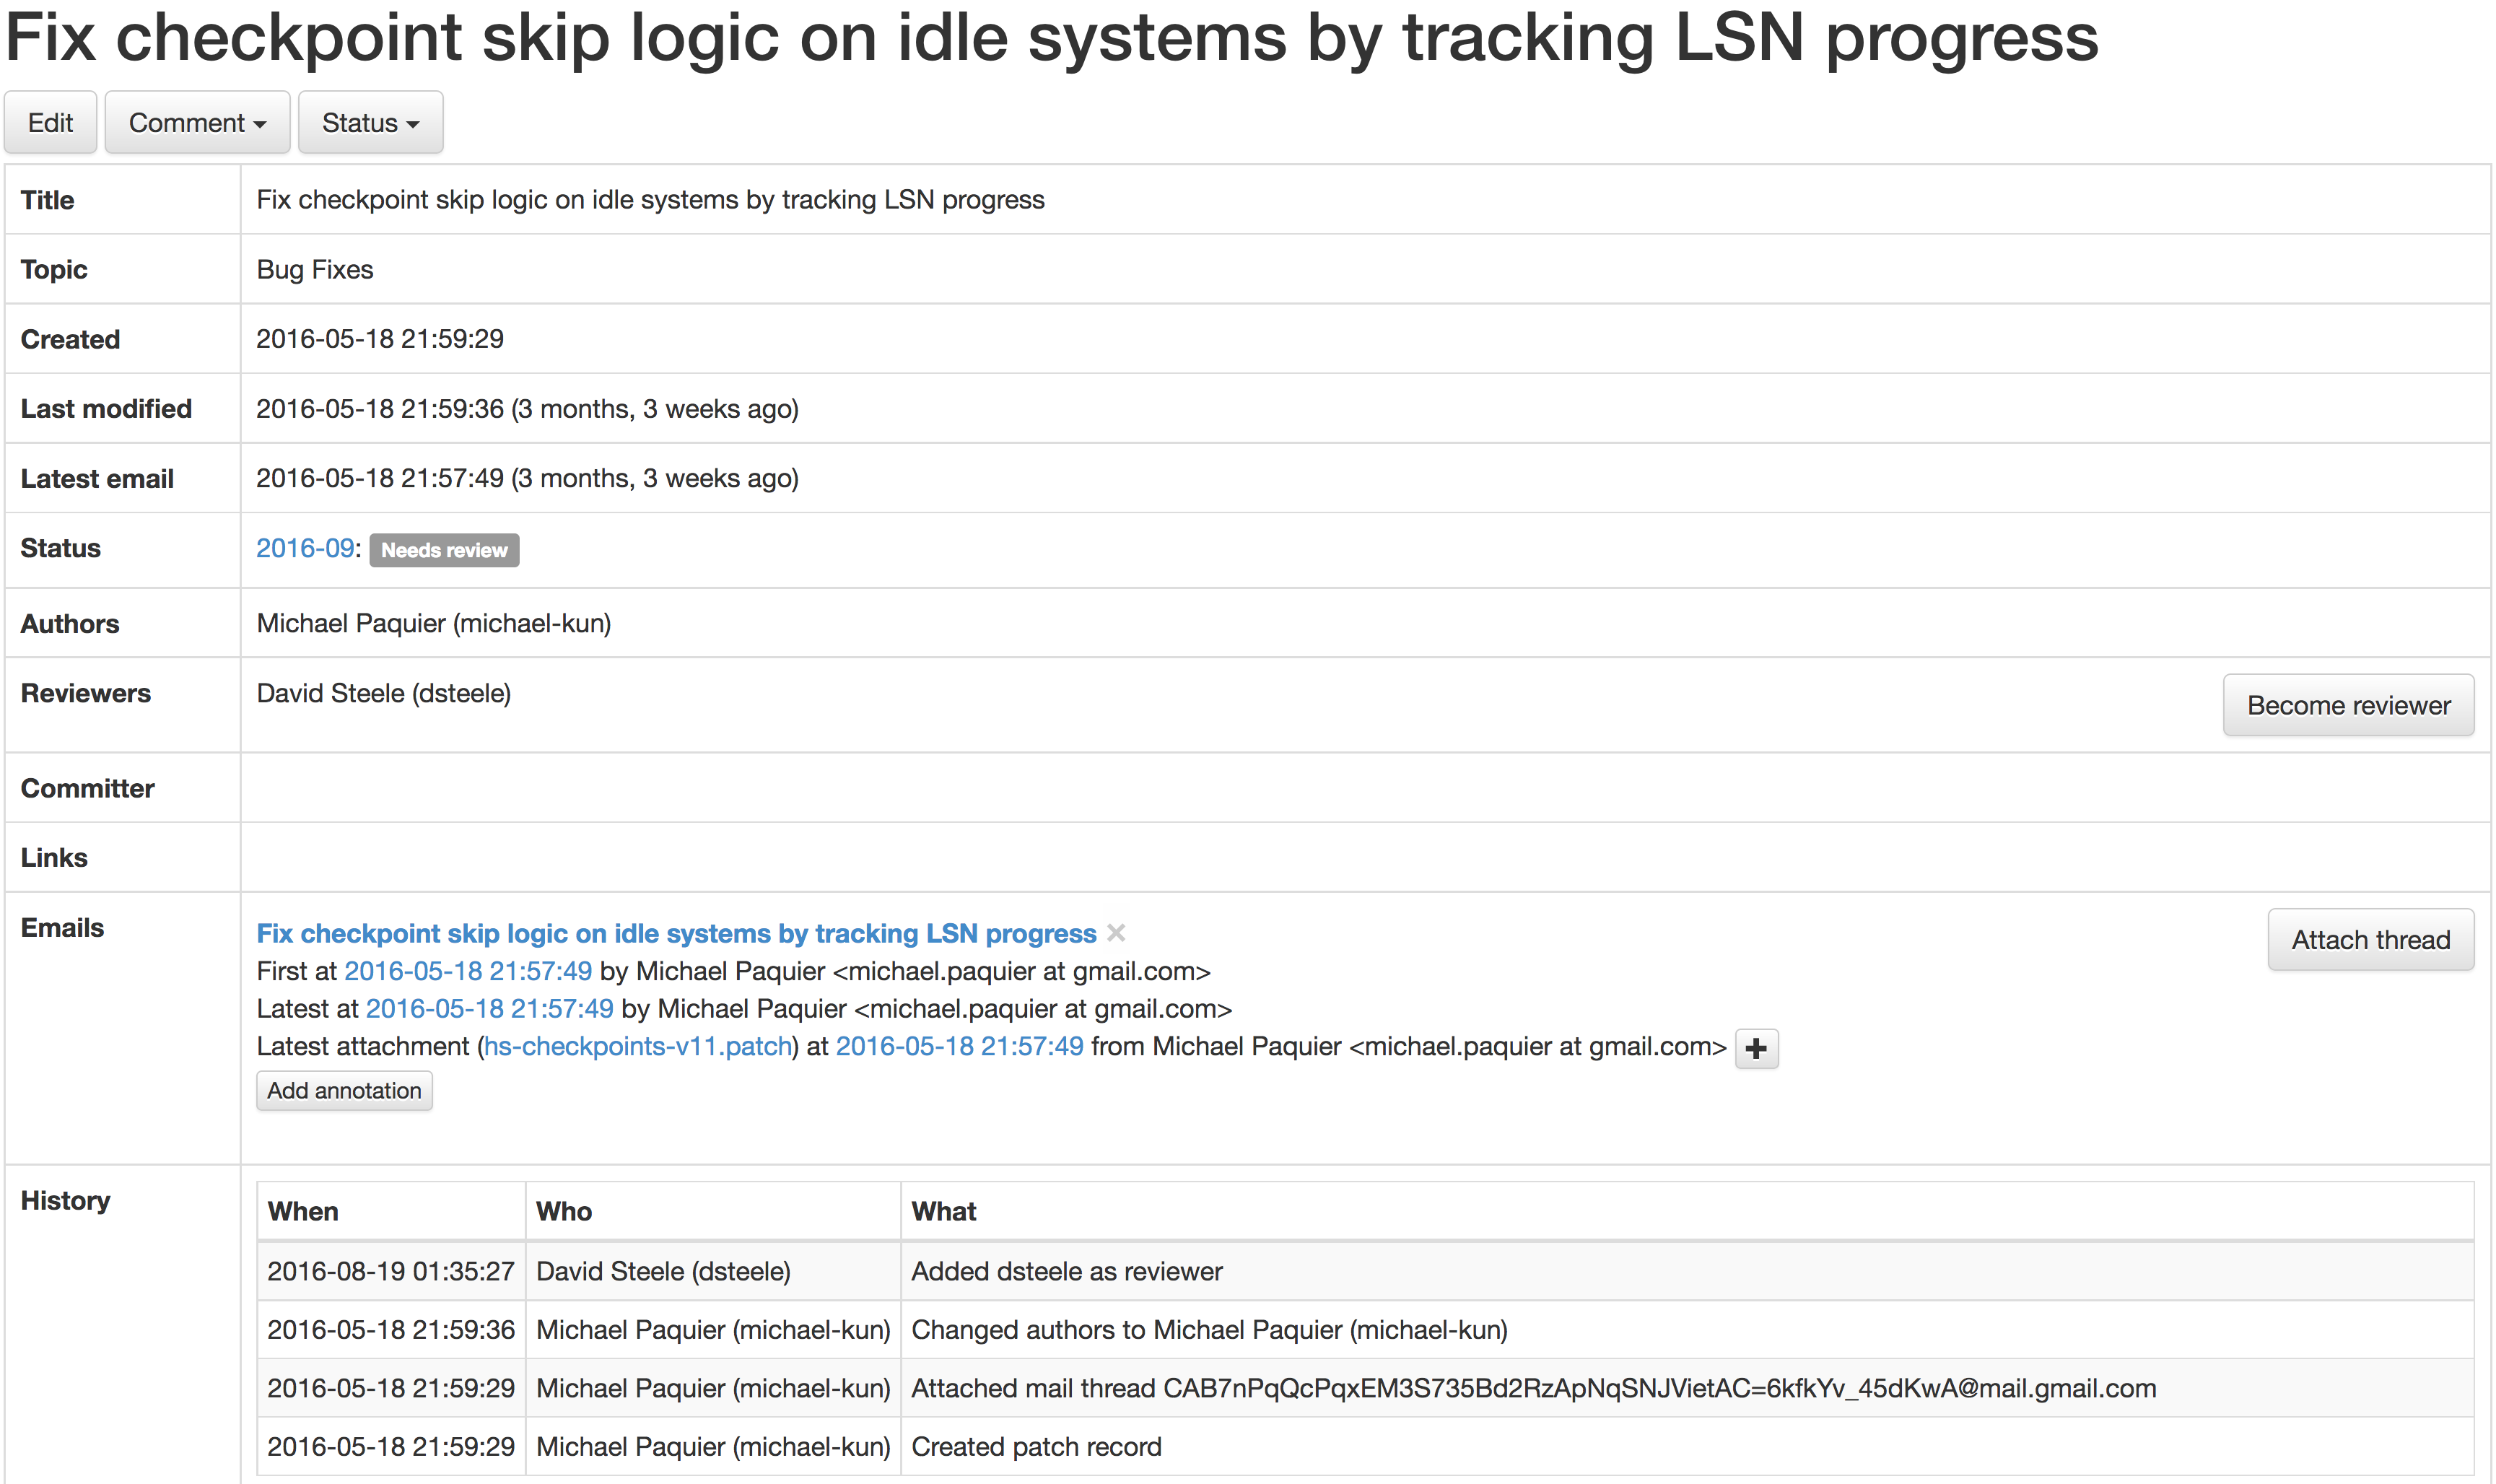 Fix checkpoint skip logic on idle systems by tracking LSN progress
Edit Comment Status
Title Fix checkpoint skip logic on idle systems by tracking LSN progress
Topic Bug Fixes
Created 2016-05-18 21:59:29
Last modified 2016-05-18 21:59:36 (3 months, 3 weeks ago)
Latest email 2016-05-18 21:57:49 (3 months, 3 weeks ago)
Status 2016-09: Needs review
Authors Michael Paquier (michael-kun)
Reviewers David Steele (dsteele) Become reviewer
Committer
Links
Emails Fix checkpoint skip logic on idle systems by tracking LSN progress × Attach thread
First at 2016-05-18 21:57:49 by Michael Paquier <michael.paquier at gmail.com>
Latest at 2016-05-18 21:57:49 by Michael Paquier <michael.paquier at gmail.com>
Latest attachment (hs-checkpoints-v11.patch) at 2016-05-18 21:57:49 from Michael Paquier <michael.paquier at gmail.com> +
Add annotation
History When Who What
2016-08-19 01:35:27 David Steele (dsteele) Added dsteele as reviewer
2016-05-18 21:59:36 Michael Paquier (michael-kun) Changed authors to Michael Paquier (michael-kun)
2016-05-18 21:59:29 Michael Paquier (michael-kun) Attached mail thread CAB7nPqQcPqxEM3S735Bd2RzApNqSNJVietAC=6kfkYv_45dKwA@mail.gmail.com
2016-05-18 21:59:29 Michael Paquier (michael-kun) Created patch record